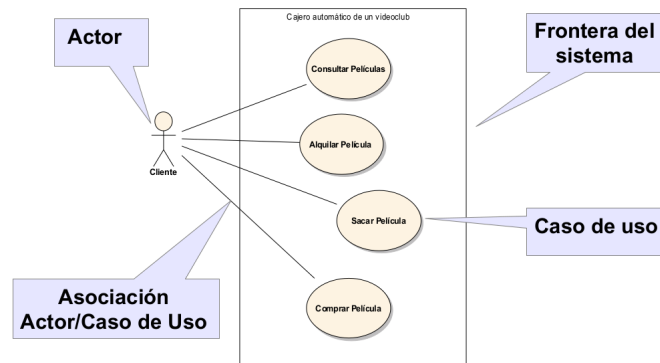 Cajero automático de un videoclub
Actor
Frontera del
sistema
Consultar Películas
Alquilar Película
Cliente
Sacar Película
Caso de uso
Asociación
Actor/Caso de Uso
Comprar Película